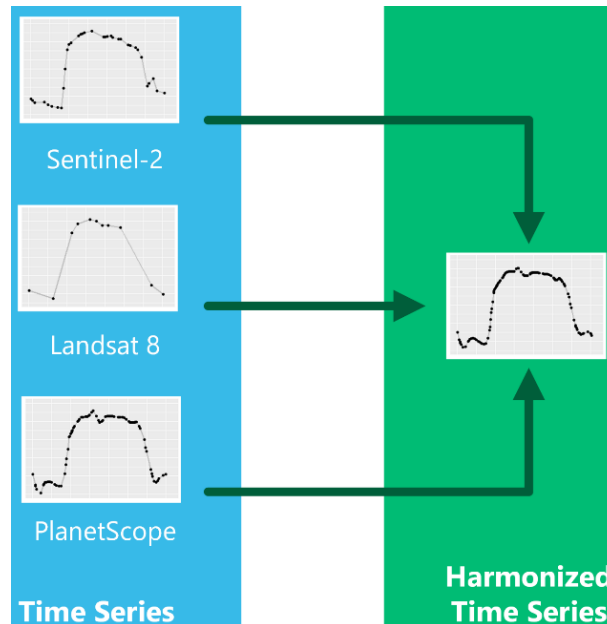 Sentinel-2
Landsat 8
PlanetScope
Time Series
Harmonized
Time Series